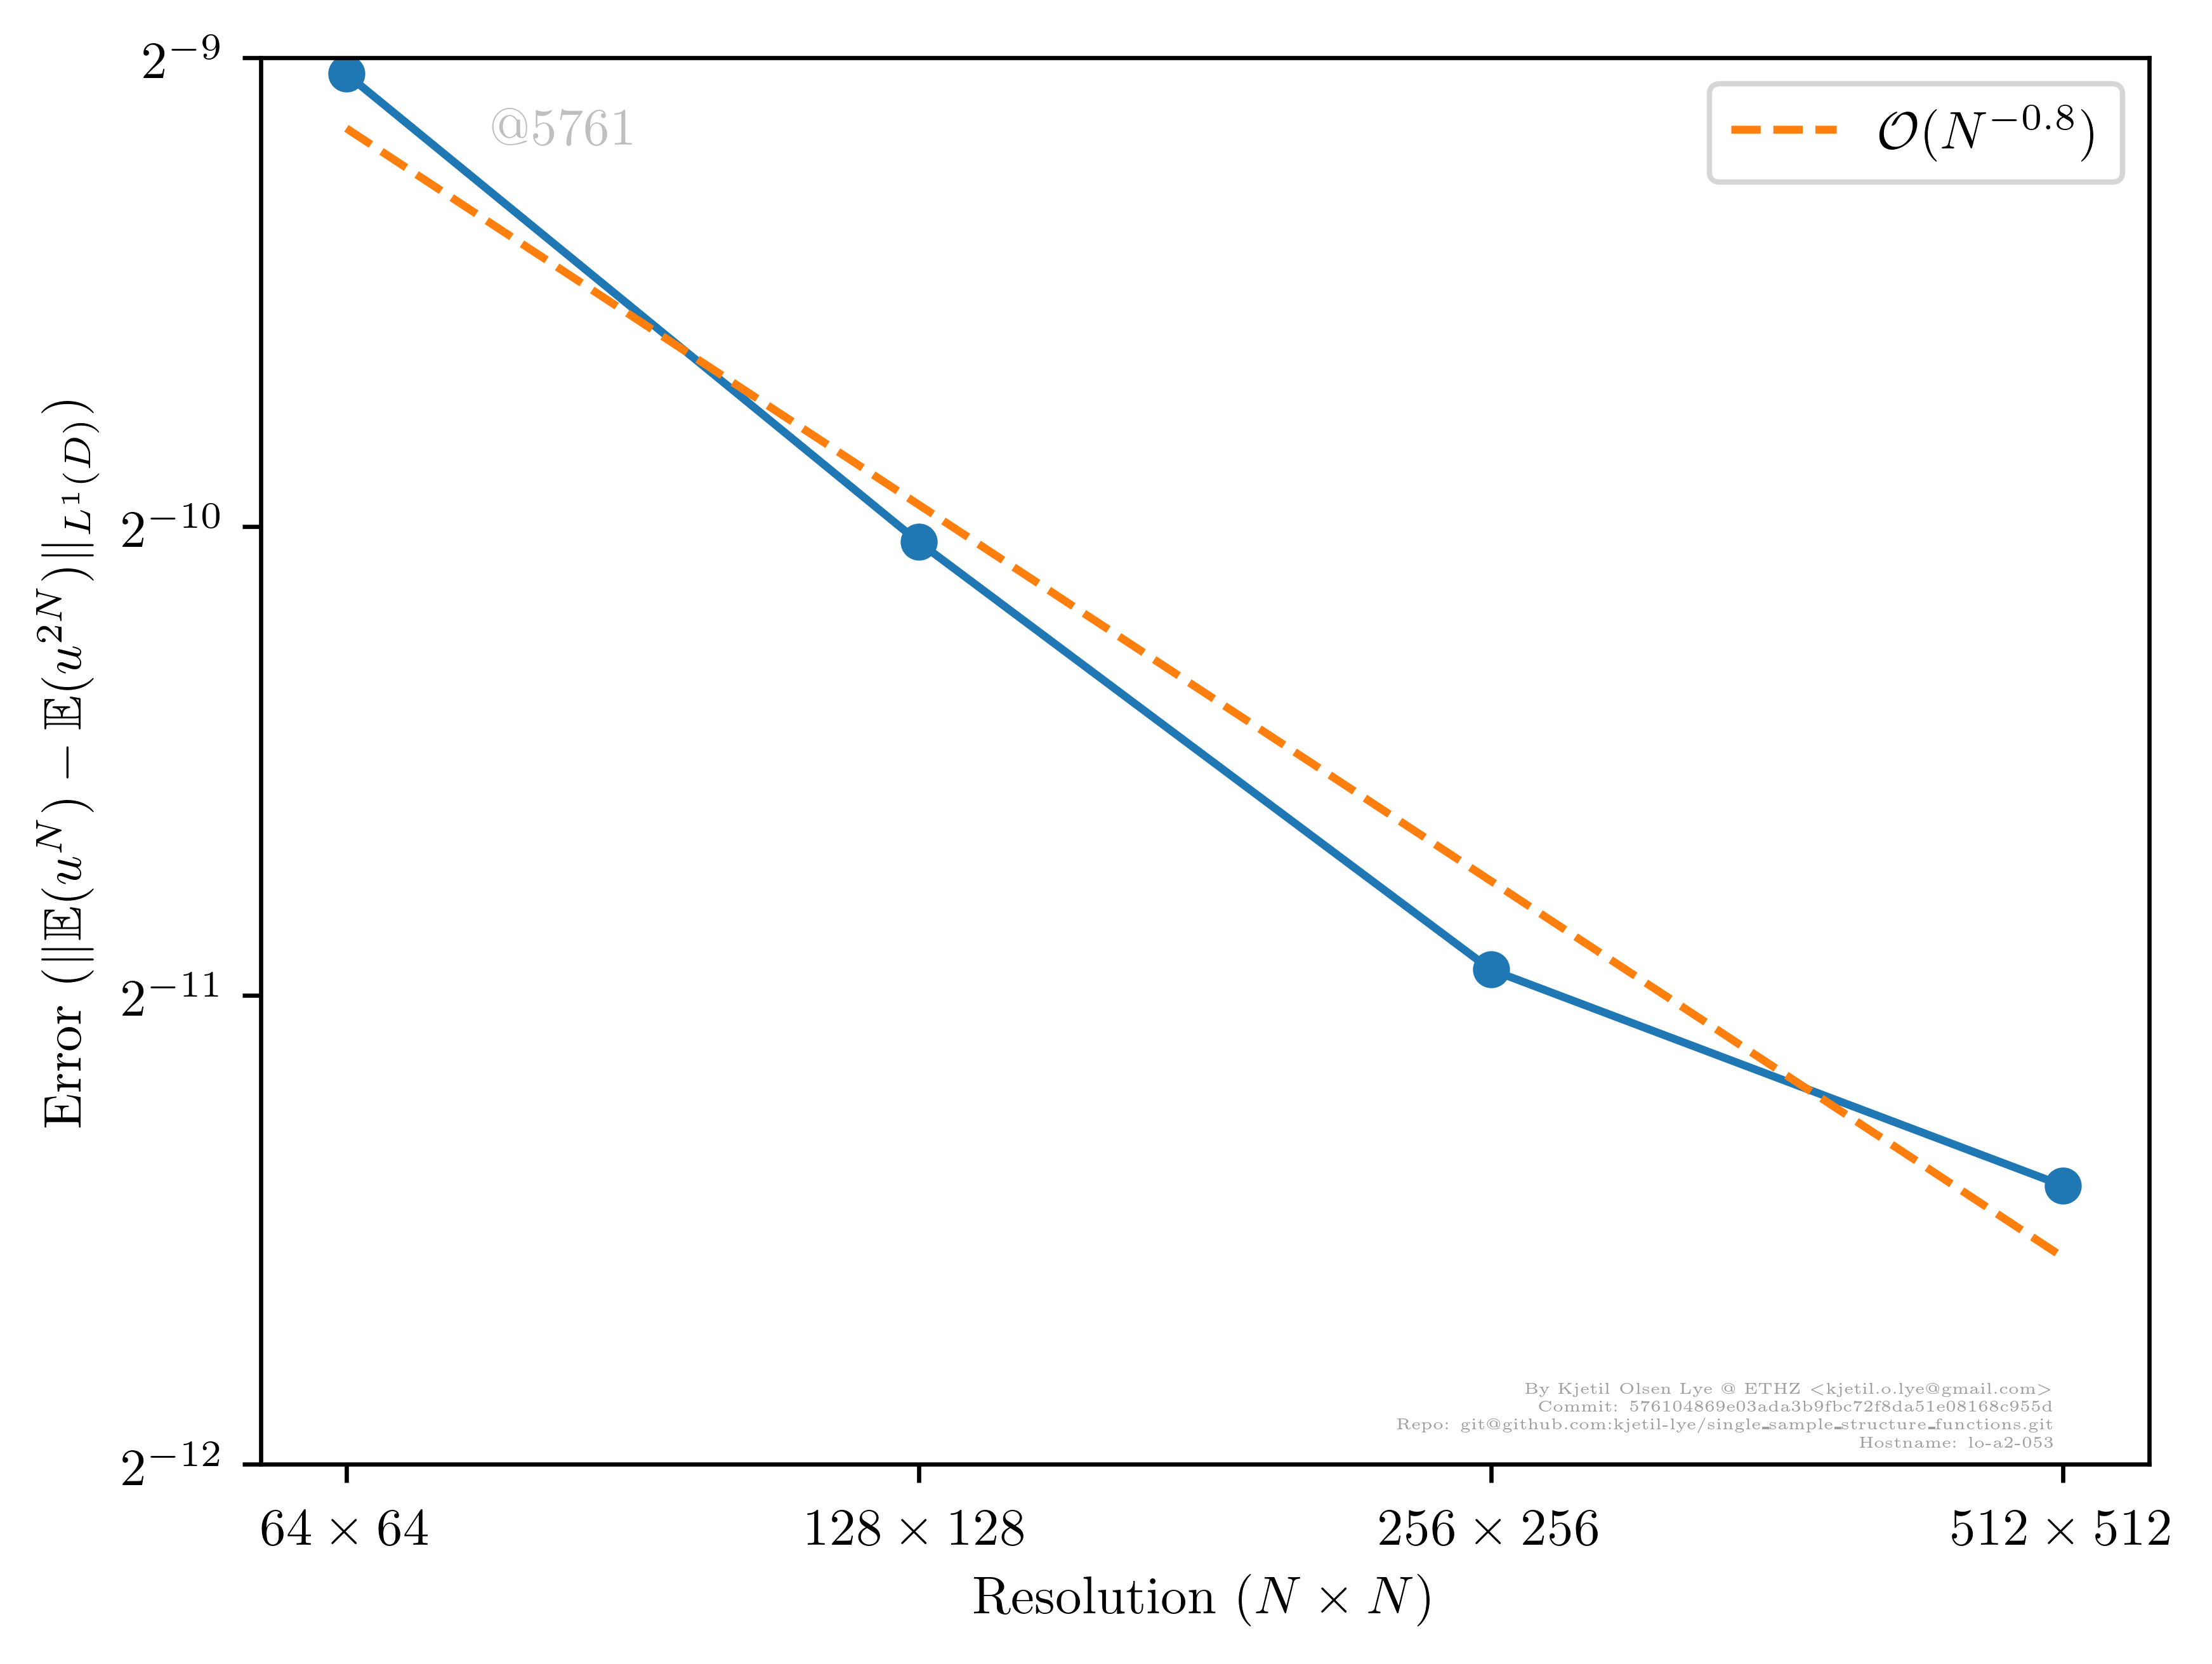 2^{-9}
@5761
O(N^{-0.8})
2^{-10}
2^{-11}
2^{-12}
Error (||E(u^N) − E(u^{2N})||_{L^1(D)})
By Kjetil Olsen Lye @ ETHZ <kjetil.o.lye@gmail.com>
Commit: 576104869e03ada3b9fbc72f8da51e08168c955d
Repo: git@github.com:kjetil-lye/single_sample_structure_functions.git
Hostname: lo-a2-053
64 × 64 128 × 128 256 × 256 512 × 512
Resolution (N × N)